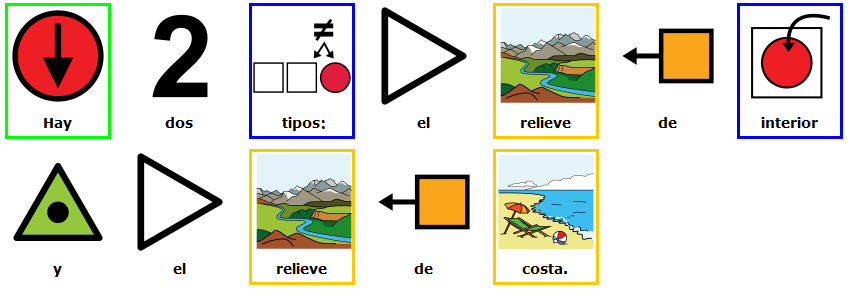 Hay dos tipos: el relieve de interior
y el relieve de costa.